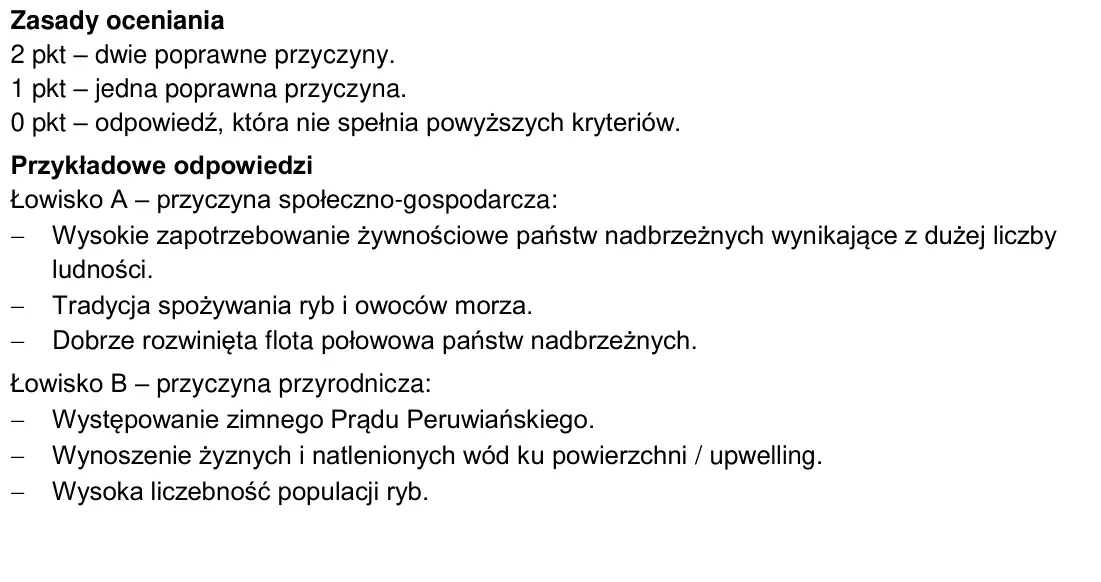 Zasady oceniania
2 pkt – dwie poprawne przyczyny.
1 pkt – jedna poprawna przyczyna.
0 pkt – odpowiedź, która nie spełnia powyższych kryteriów.
Przykładowe odpowiedzi
Łowisko A – przyczyna społeczno-gospodarcza:
– Wysokie zapotrzebowanie żywnościowe państw nadbrzeżnych wynikające z dużej liczby
ludności.
– Tradycja spożywania ryb i owoców morza.
– Dobrze rozwinięta flota połowowa państw nadbrzeżnych.
Łowisko B – przyczyna przyrodnicza:
– Występowanie zimnego Prądu Peruwiańskiego.
– Wynoszenie żyznych i natlenionych wód ku powierzchni / upwelling.
– Wysoka liczebność populacji ryb.